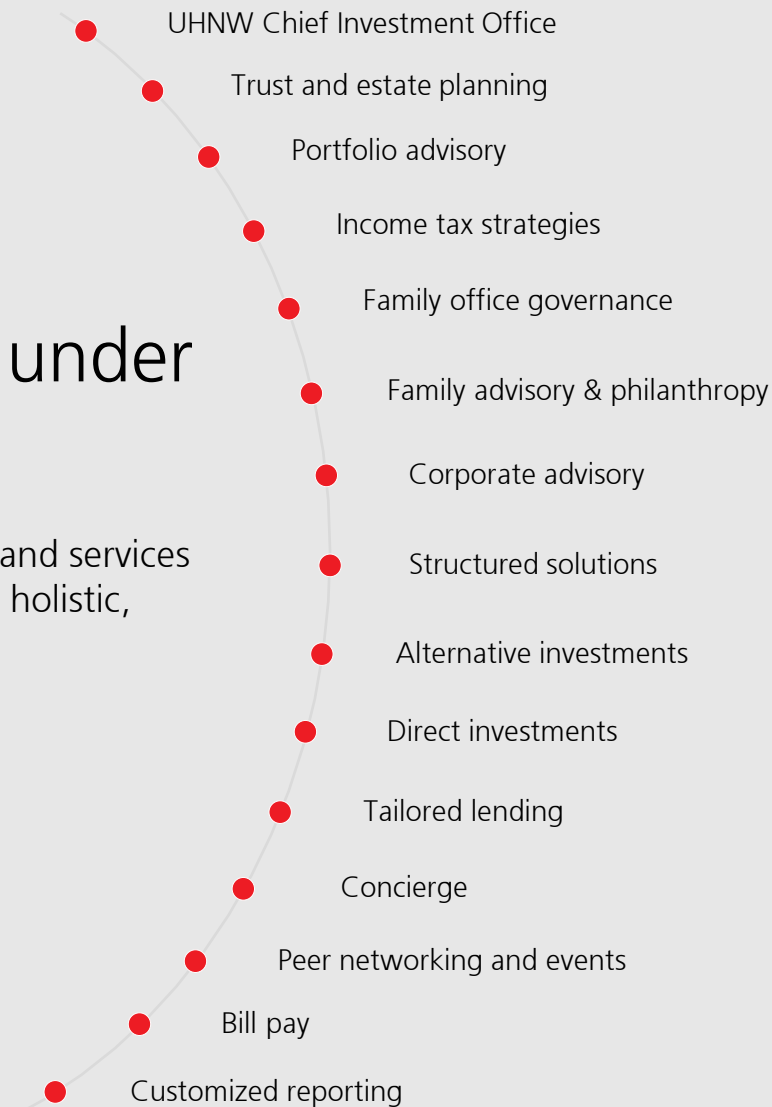 UHNW Chief Investment Office
Trust and estate planning
Portfolio advisory
Income tax strategies
Family office governance
under
Family advisory & philanthropy
Corporate advisory
and services
holistic,
Structured solutions
Alternative investments
Direct investments
Tailored lending
Concierge
Peer networking and events
Bill pay
Customized reporting